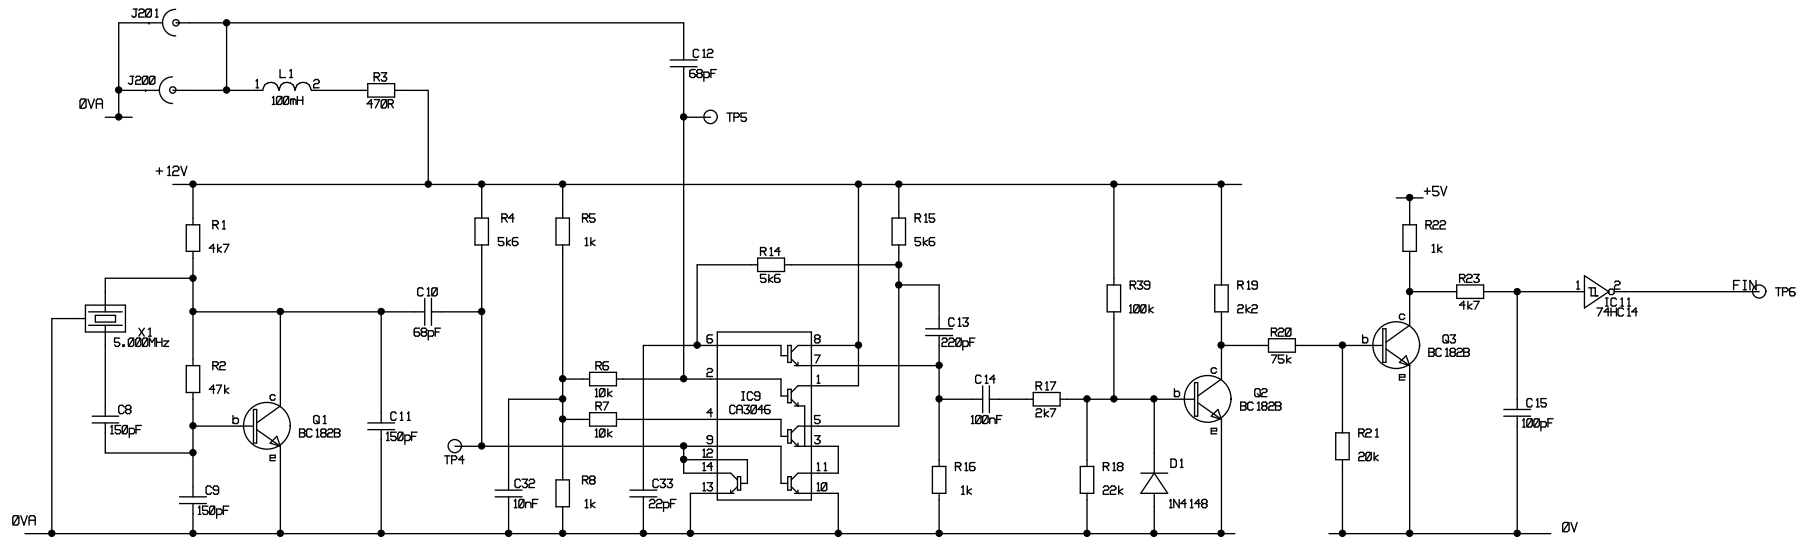 J201
C12
68pF
J200
L1
1
2
100mH
R3
470R
0VA
TP5
+12V
+5V
R1
4k7
R4
5k6
R5
1k
R15
5k6
R22
1k
R14
5k6
R39
100k
R19
2k2
R23
4k7
1
2
FIN
TP6
IC11
74HC14
C10
68pF
X1
5.000MHz
C13
220pF
c
b
Q3
BC182B
e
R20
75k
6
8
7
R2
47k
R6
10k
2
1
C14
100nF
R17
2k7
c
b
Q2
BC182B
e
IC9
CA3046
C8
150pF
c
b
Q1
BC182B
e
C11
150pF
R7
10k
4
5
C15
100pF
TP4
9
3
12
14
11
13
10
R21
20k
R16
1k
R18
22k
D1
1N4148
C9
150pF
C32
10nF
R8
1k
C33
22pF
0VA
0V